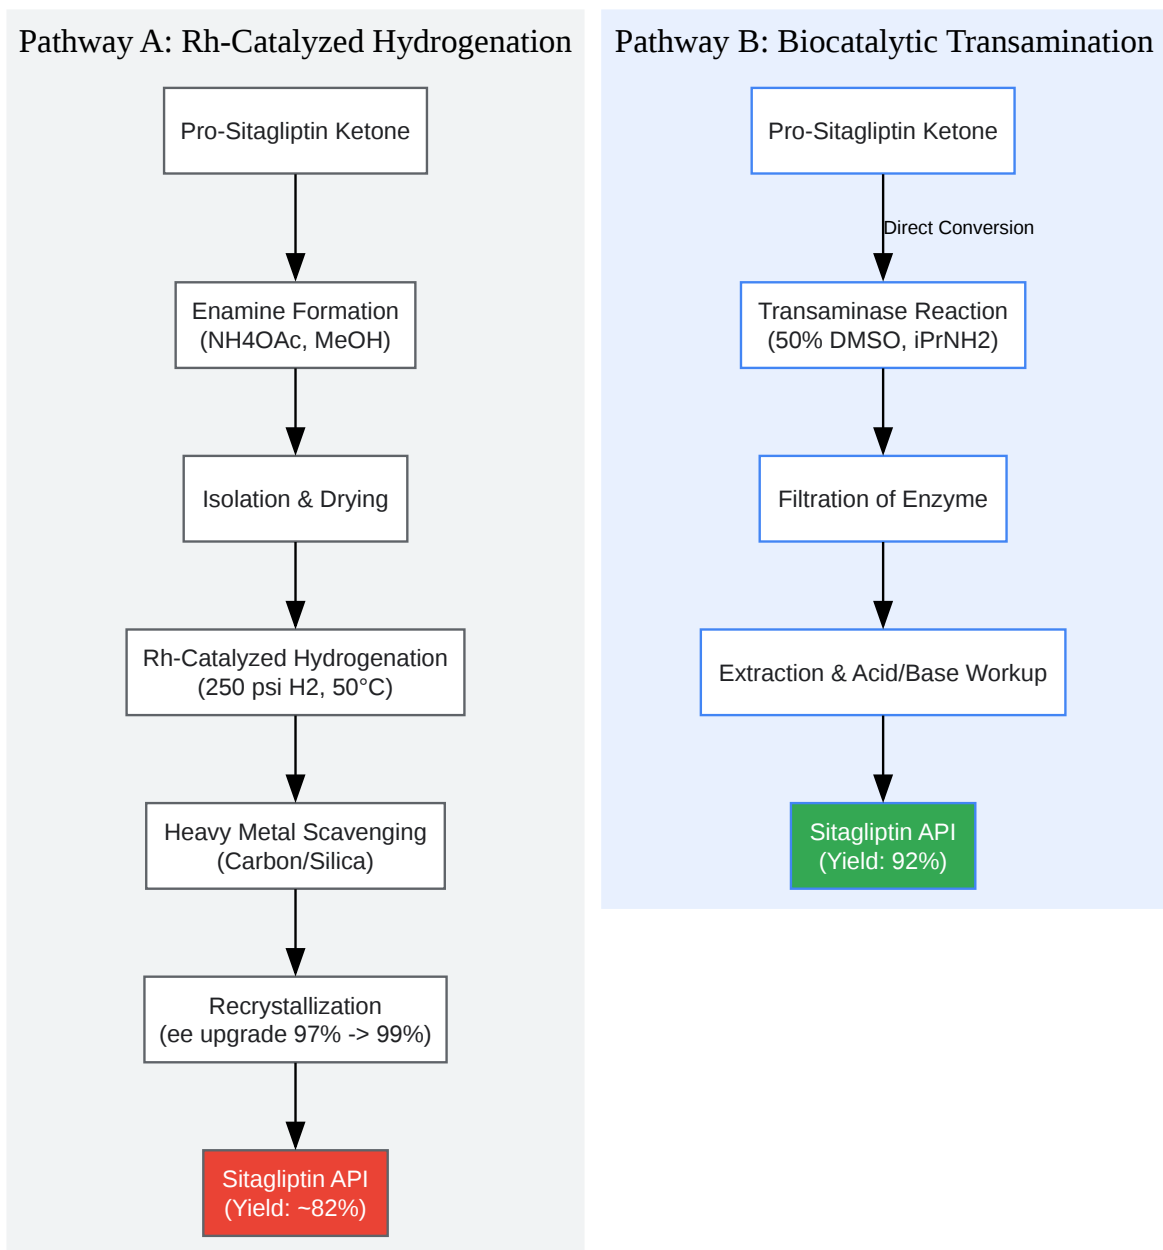 Pathway A: Rh-Catalyzed Hydrogenation
Pro-Sitagliptin Ketone
Enamine Formation
(NH4OAc, MeOH)
Isolation & Drying
Rh-Catalyzed Hydrogenation
(250 psi H2, 50°C)
Heavy Metal Scavenging
(Carbon/Silica)
Recrystallization
(ee upgrade 97% -> 99%)
Sitagliptin API
(Yield: ~82%)
Pathway B: Biocatalytic Transamination
Pro-Sitagliptin Ketone
Direct Conversion
Transaminase Reaction
(50% DMSO, iPrNH2)
Filtration of Enzyme
Extraction & Acid/Base Workup
Sitagliptin API
(Yield: 92%)